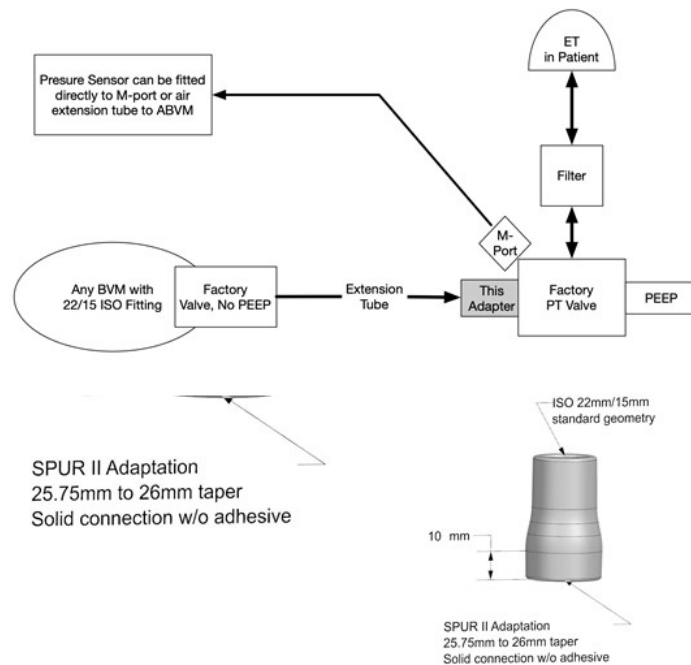 ET
in Patient
Presure Sensor can be fitted
directly to M-port or air
extension tube to ABVM
Filter
M-
Port
Any BVM with
22/15 ISO Fitting
Factory
Valve, No PEEP
Extension
Tube
This
Adapter
Factory
PT Valve
PEEP
ISO 22mm/15mm
standard geometry
SPUR II Adaptation
25.75mm to 26mm taper
Solid connection w/o adhesive
10 mm
SPUR II Adaptation
25.75mm to 26mm taper
Solid connection w/o adhesive